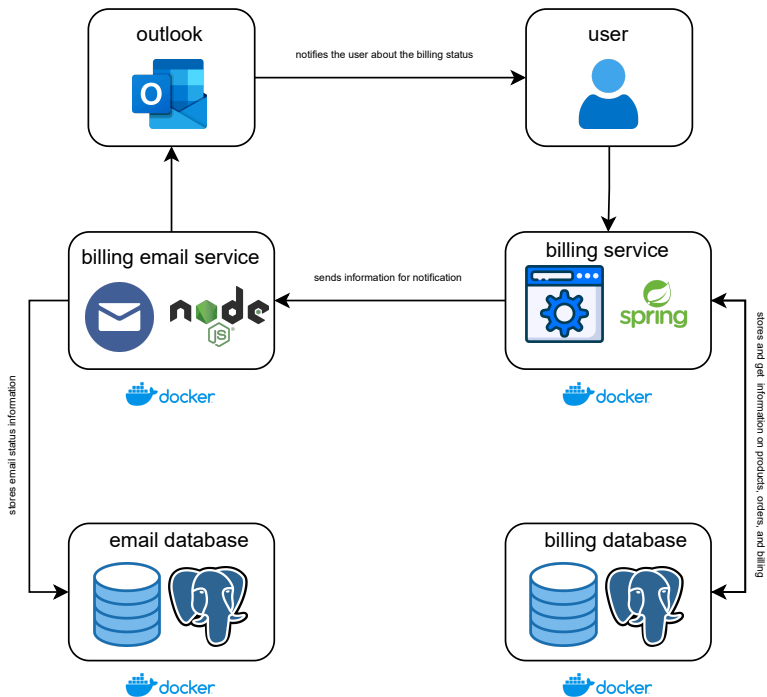 outlook
user
notifies the user about the billing status
O
billing email service
billing service
sends information for notification
node
JS
spring
docker
docker
stores email status information
stores and get information on products, orders, and billing
email database
billing database
docker
docker